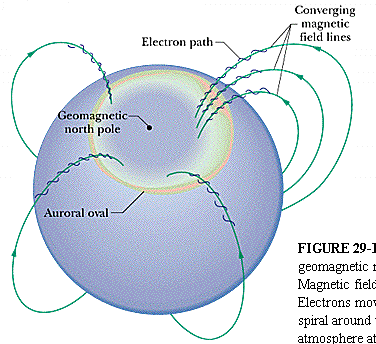 Converging
magnetic
field lines
Electron path
Geomagnetic
north pole
Auroral oval
FIGURE 29-1
geomagnetic
Magnetic field
Electrons mov
spiral around
atmosphere at